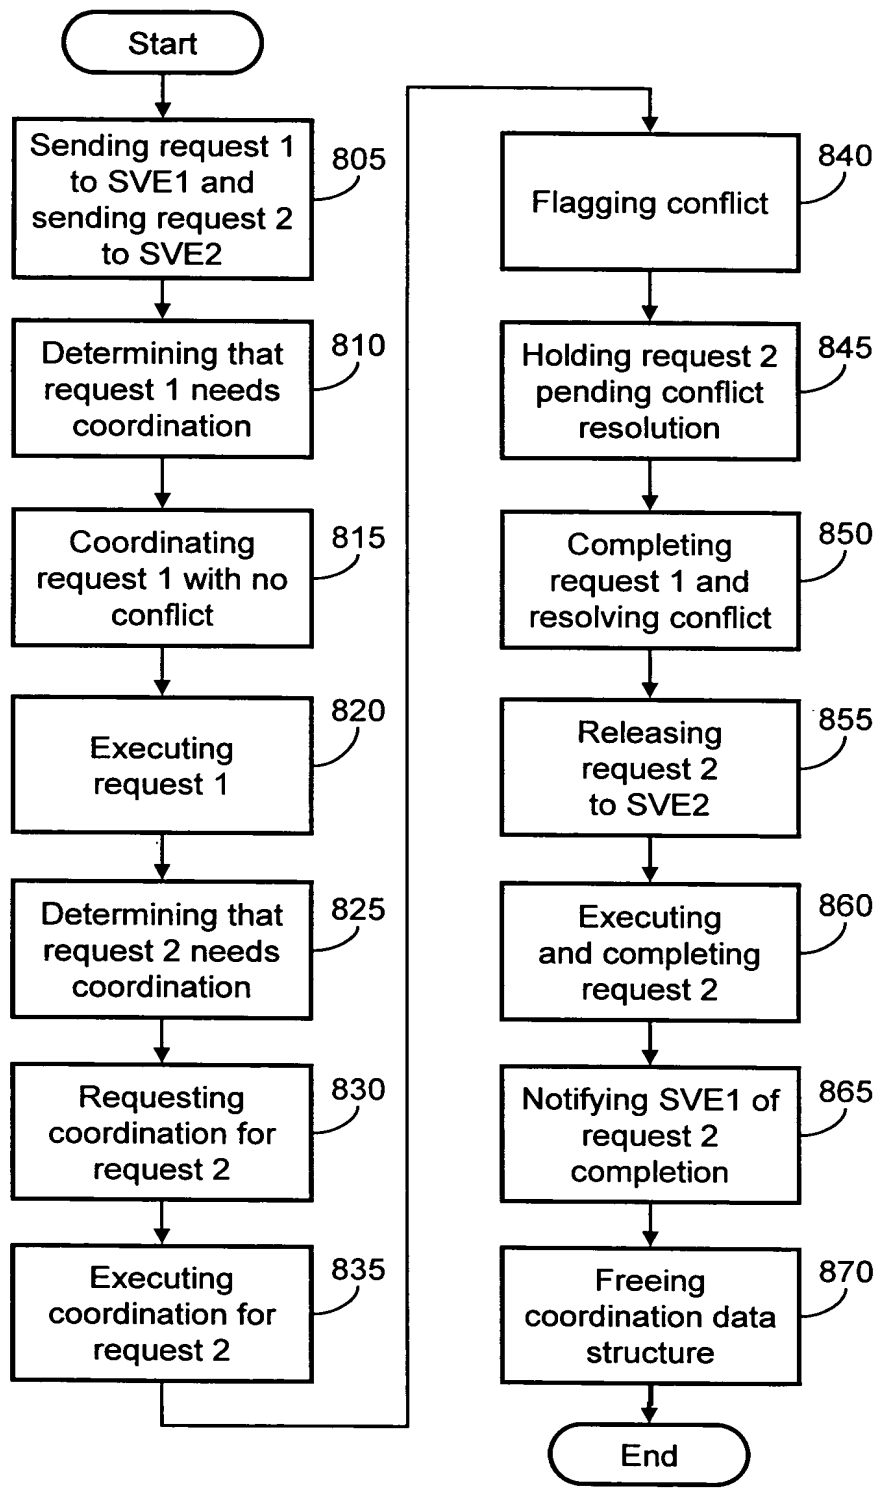 Start
Sending request 1
to SVE1 and
sending request 2
to SVE2
805
Determining that
request 1 needs
coordination
810
Coordinating
request 1 with no
conflict
815
Executing
request 1
820
Determining that
request 2 needs
coordination
825
Requesting
coordination for
request 2
830
Executing
coordination for
request 2
835
Flagging conflict
840
Holding request 2
pending conflict
resolution
845
Completing
request 1 and
resolving conflict
850
Releasing
request 2
to SVE2
855
Executing
and completing
request 2
860
Notifying SVE1 of
request 2
completion
865
Freeing
coordination data
structure
870
End